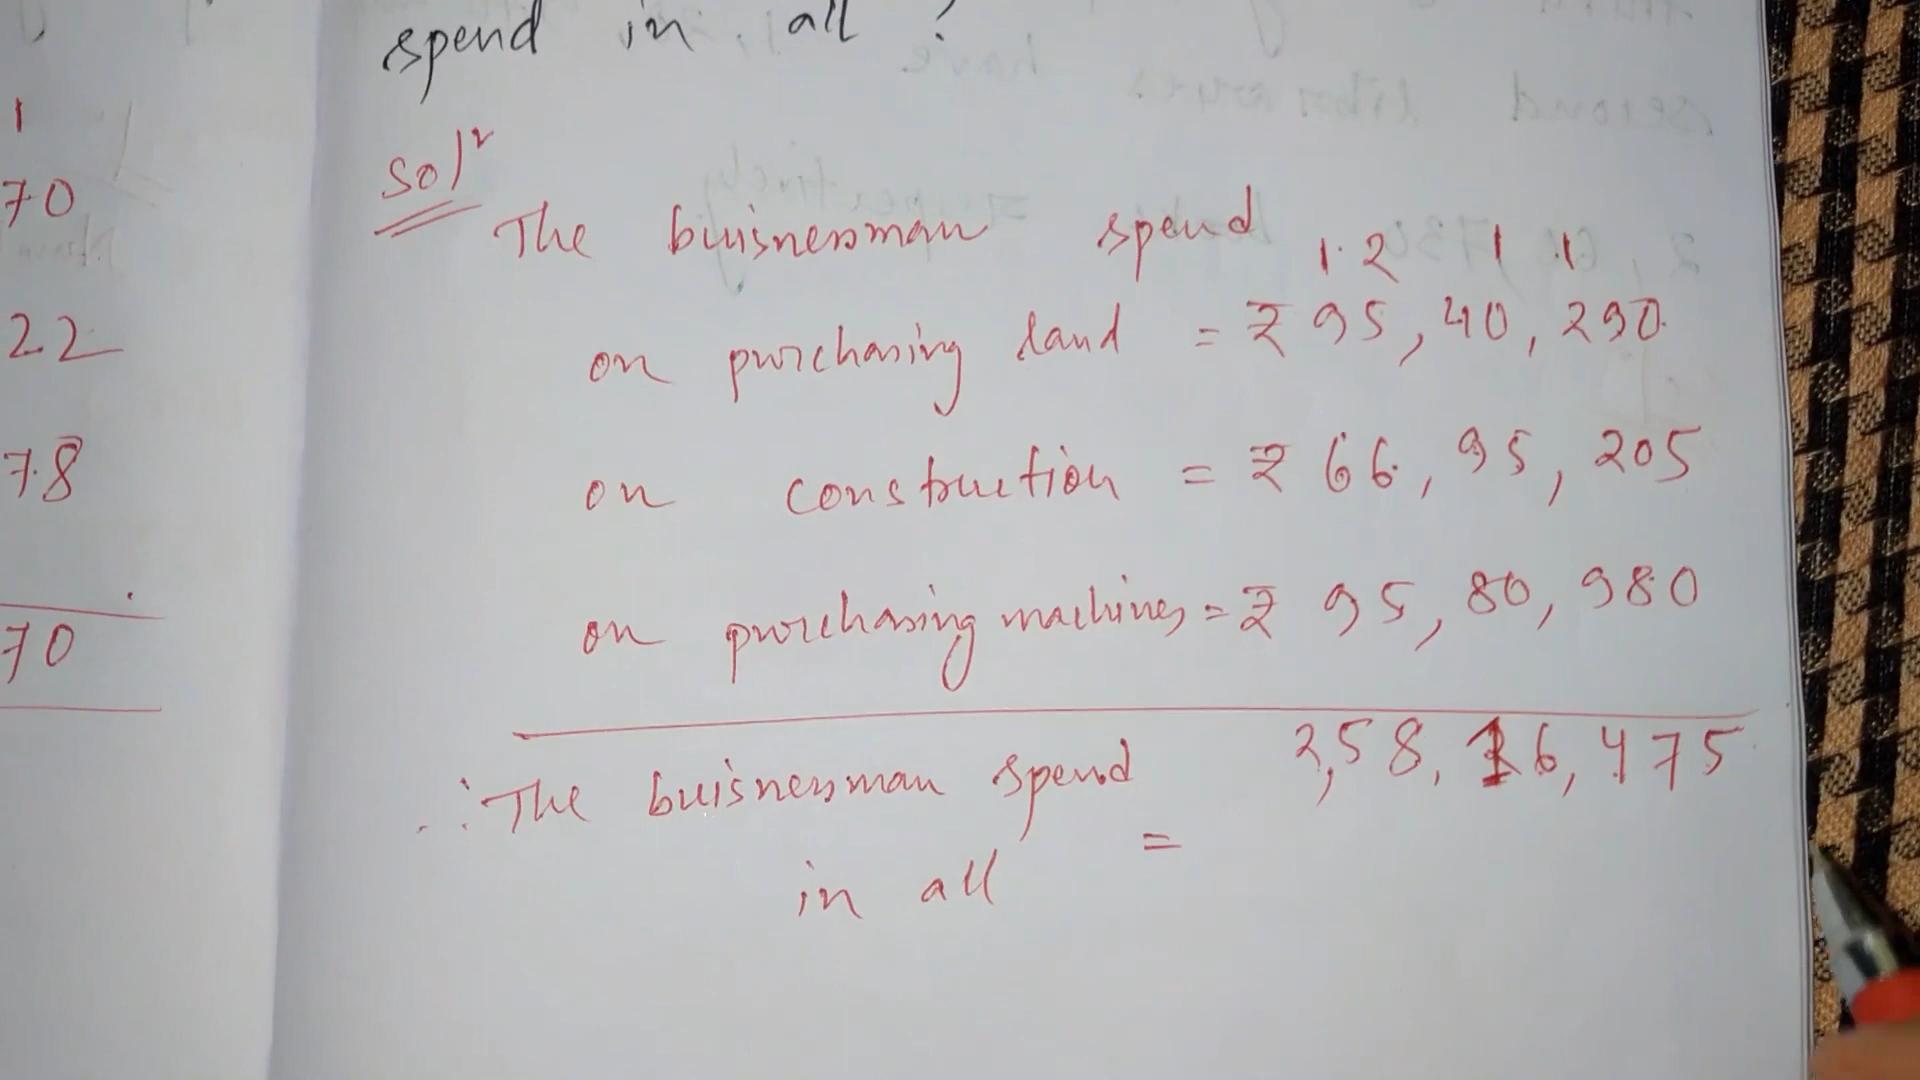 1
70
22
78
70
spend in all ?
Solⁿ
The buisnessman spend
1 2 1 1
on purchasing land = ₹ 95,40,290
on construction = ₹ 66,95,205
on purchasing machines = ₹ 95,80,980
∴ The buisnessman spend 2,58,16,475
in all =